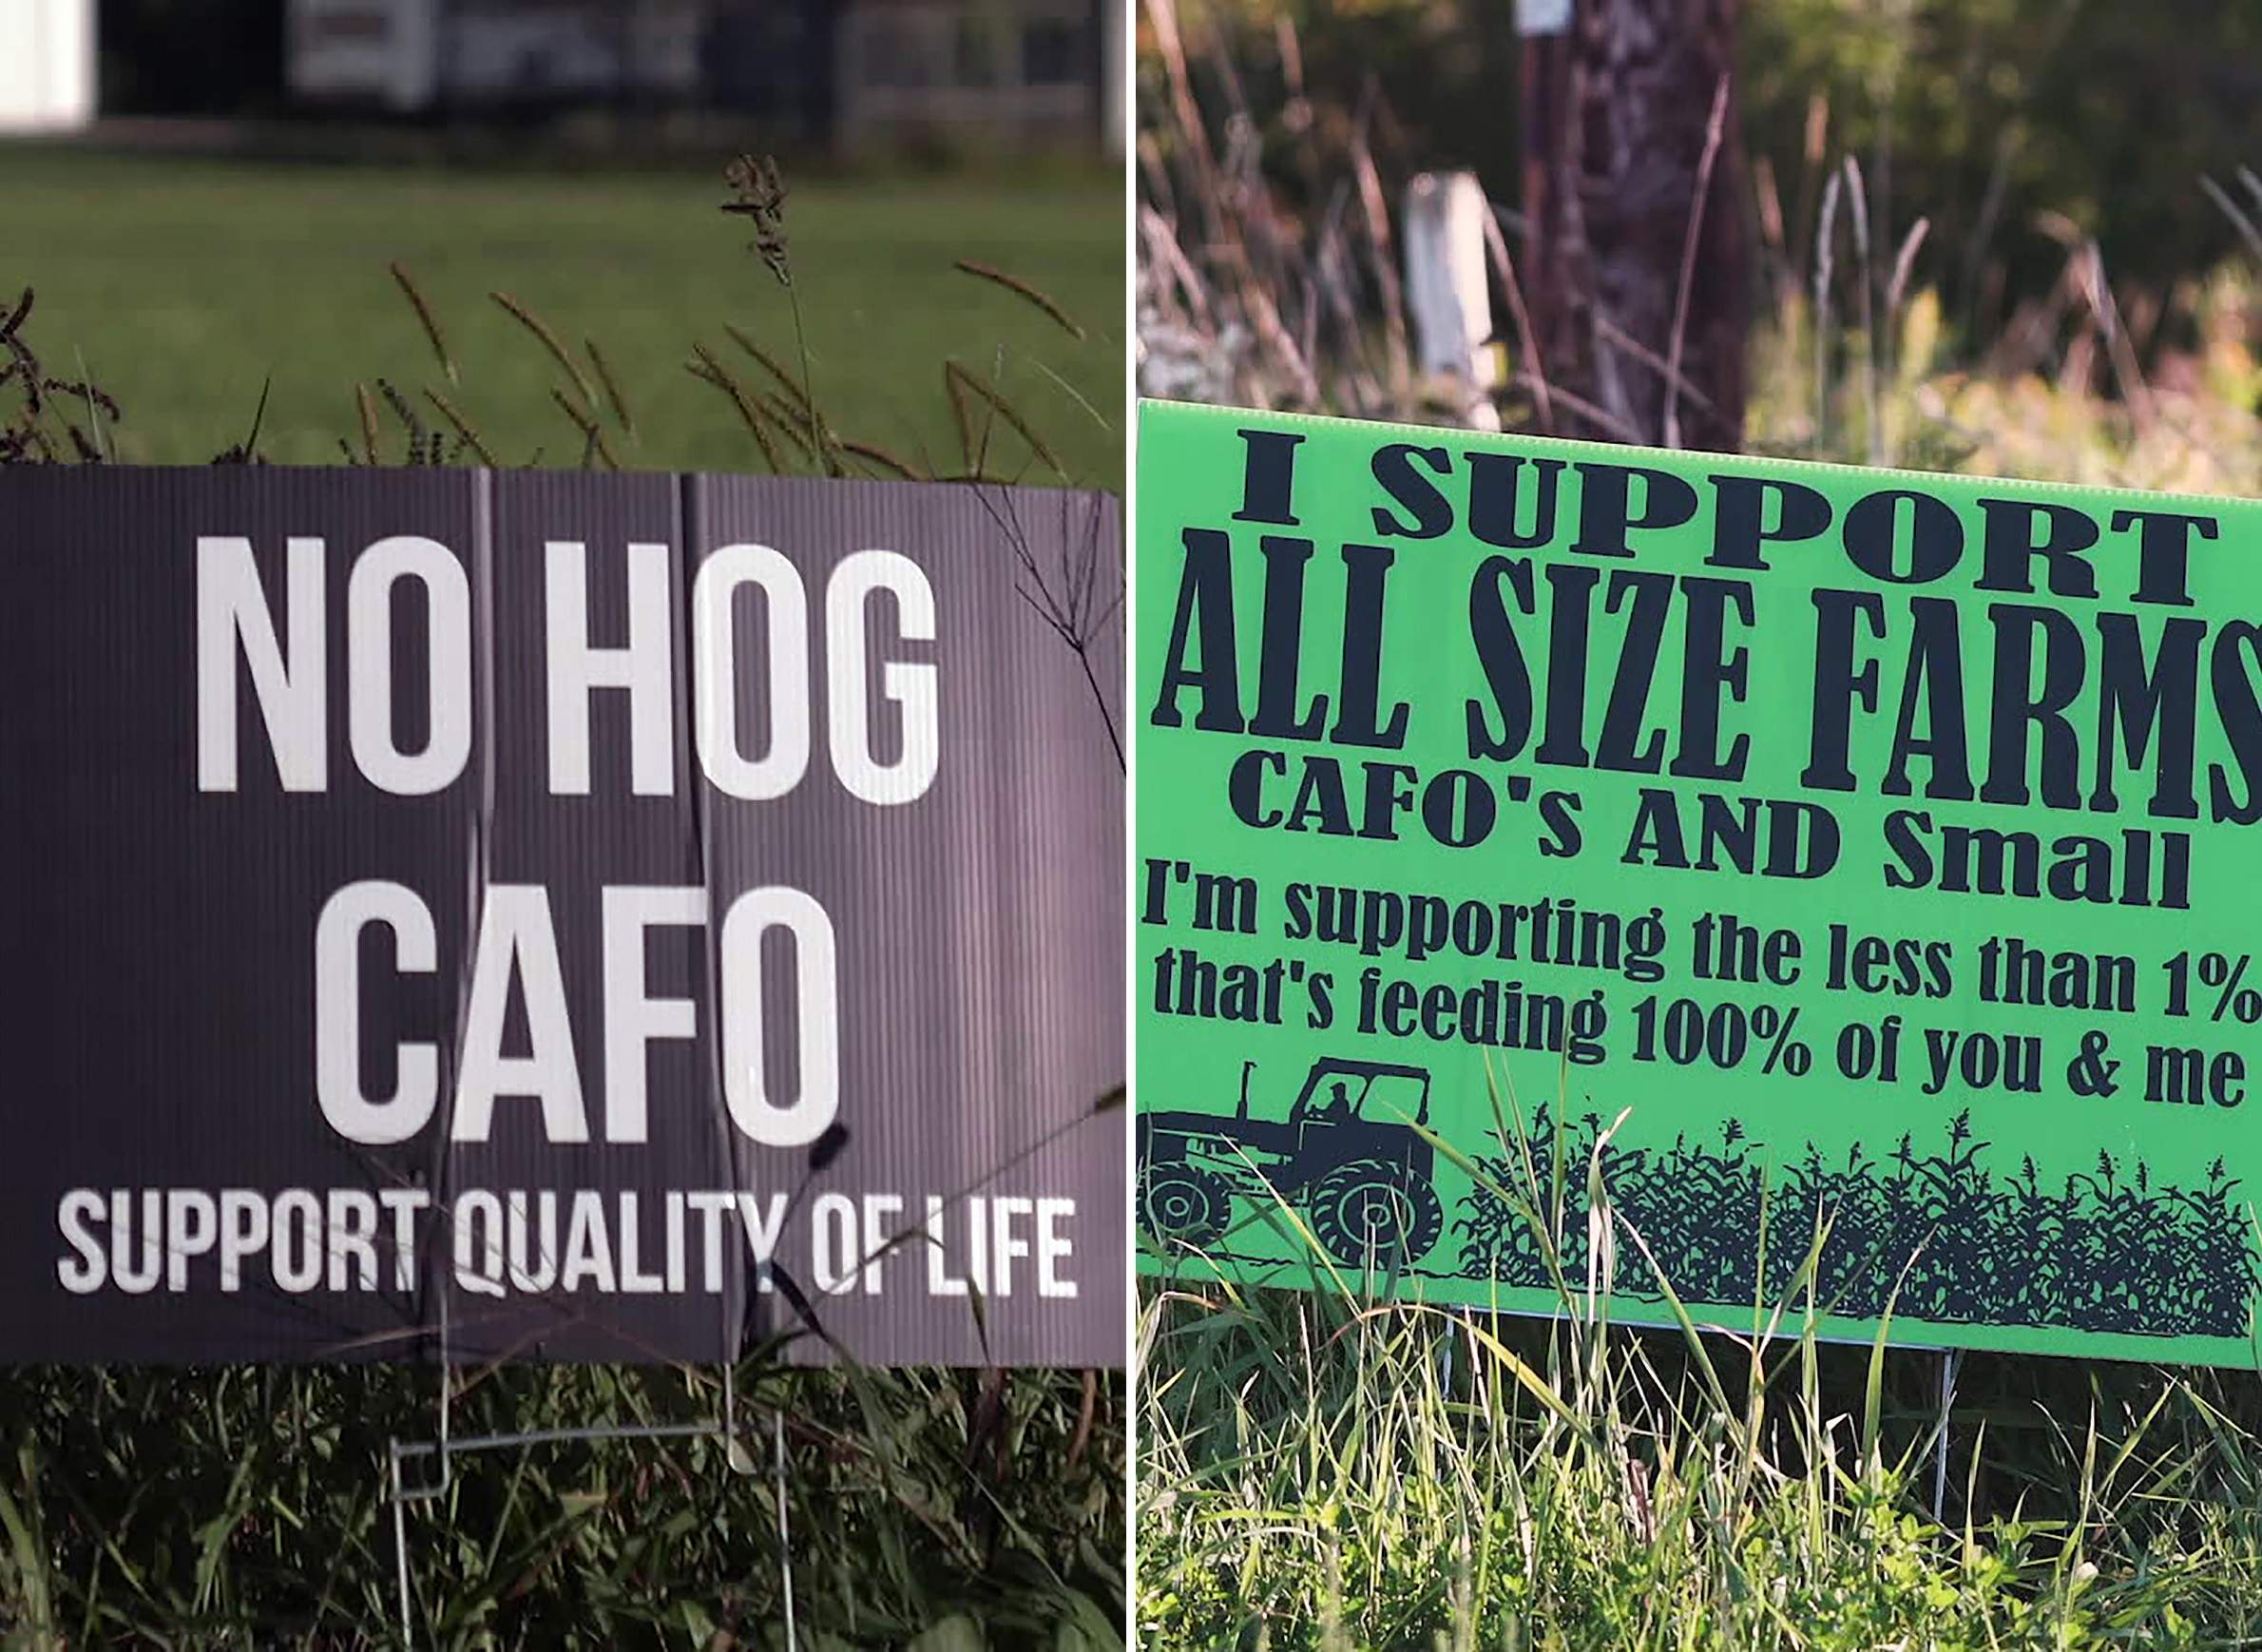 NO HOG
CAFO
SUPPORT QUALITY OF LIFE
I SUPPORT
ALL SIZE FARMS
CAFO's AND Small
I'm supporting the less than 1%
that's feeding 100% of you & me